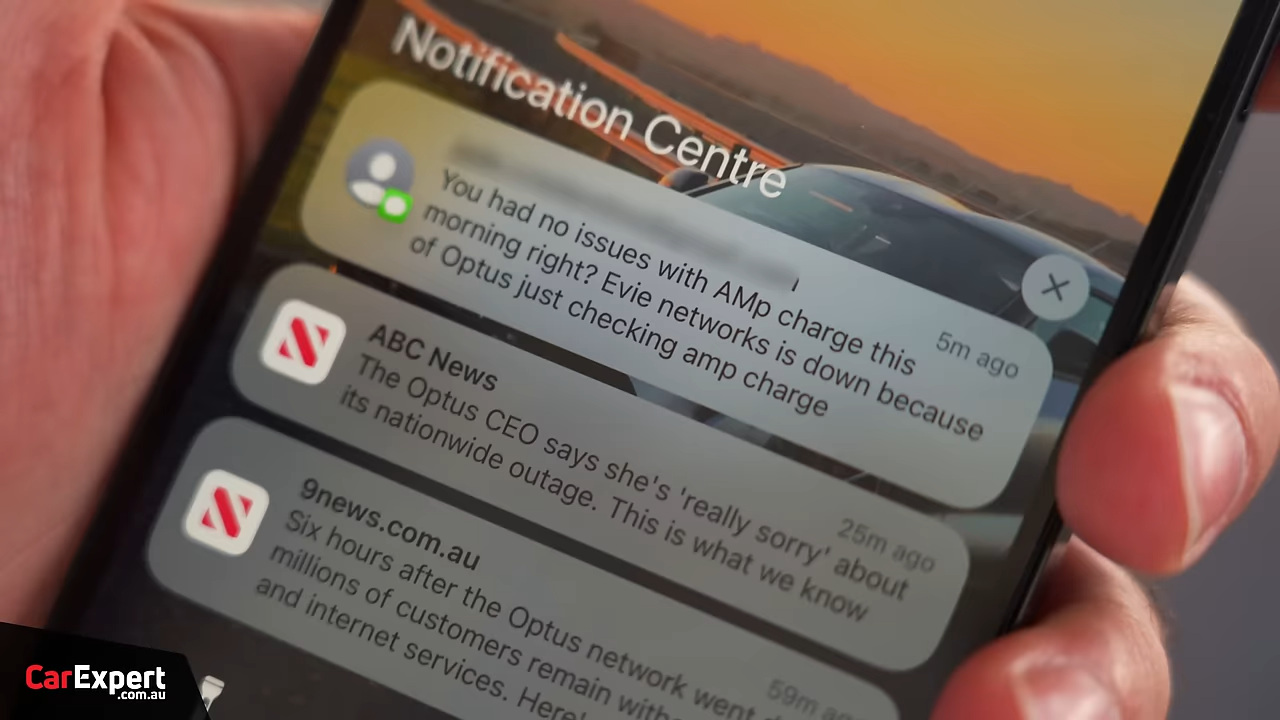 Notification Centre
You had no issues with AMp charge this
morning right? Evie networks is down because
of Optus just checking amp charge
5m ago
ABC News
The Optus CEO says she's 'really sorry' about
its nationwide outage. This is what we know
25m ago
9news.com.au
Six hours after the Optus network went
millions of customers remain
and internet services. Here'
59m
CarExpert
.com.au